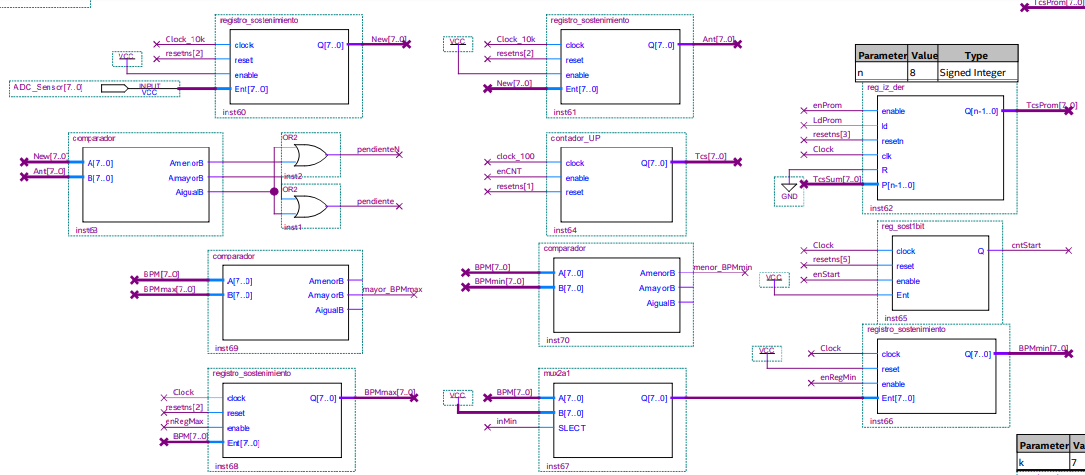 TcsProm[7..0]
registro_sostenimiento
Clock_10k
resetns[2]
VCC
ADC_Sensor[7..0]
INPUT
VCC
clock
reset
enable
Ent[7..0]
Q[7..0]
New[7..0]
inst60
registro_sostenimiento
Clock_10k
resetns[2]
VCC
New[7..0]
clock
reset
enable
Ent[7..0]
Q[7..0]
Ant[7..0]
inst61
Parameter Value Type
n 8 Signed Integer
reg_iz_der
enProm
LdProm
resetns[3]
Clock
GND
TcsSum[7..0]
enable
ld
resetn
clk
R
P[n-1..0]
Q[n-1..0]
TcsProm[7..0]
inst62
comparador
New[7..0]
Ant[7..0]
A[7..0]
B[7..0]
AmenorB
AmayorB
AigualB
inst63
OR2
pendienteN
inst2
OR2
pendiente
inst1
contador_UP
clock_100
enCNT
resetns[1]
clock
enable
reset
Q[7..0]
Tcs[7..0]
inst64
reg_sost1bit
Clock
resetns[5]
enStart
VCC
clock
reset
enable
Ent
Q
cntStart
inst65
comparador
BPM[7..0]
BPMmax[7..0]
A[7..0]
B[7..0]
AmenorB
AmayorB
AigualB
mayor_BPMmax
inst69
comparador
BPM[7..0]
BPMmin[7..0]
A[7..0]
B[7..0]
AmenorB
AmayorB
AigualB
menor_BPMmin
inst70
registro_sostenimiento
VCC
Clock
enRegMin
clock
reset
enable
Ent[7..0]
Q[7..0]
BPMmin[7..0]
inst66
registro_sostenimiento
Clock
resetns[2]
enRegMax
BPM[7..0]
clock
reset
enable
Ent[7..0]
Q[7..0]
BPMmax[7..0]
inst68
mux2a1
VCC
BPM[7..0]
inMin
A[7..0]
B[7..0]
SLECT
Q[7..0]
inst67
Parameter Va
k 7